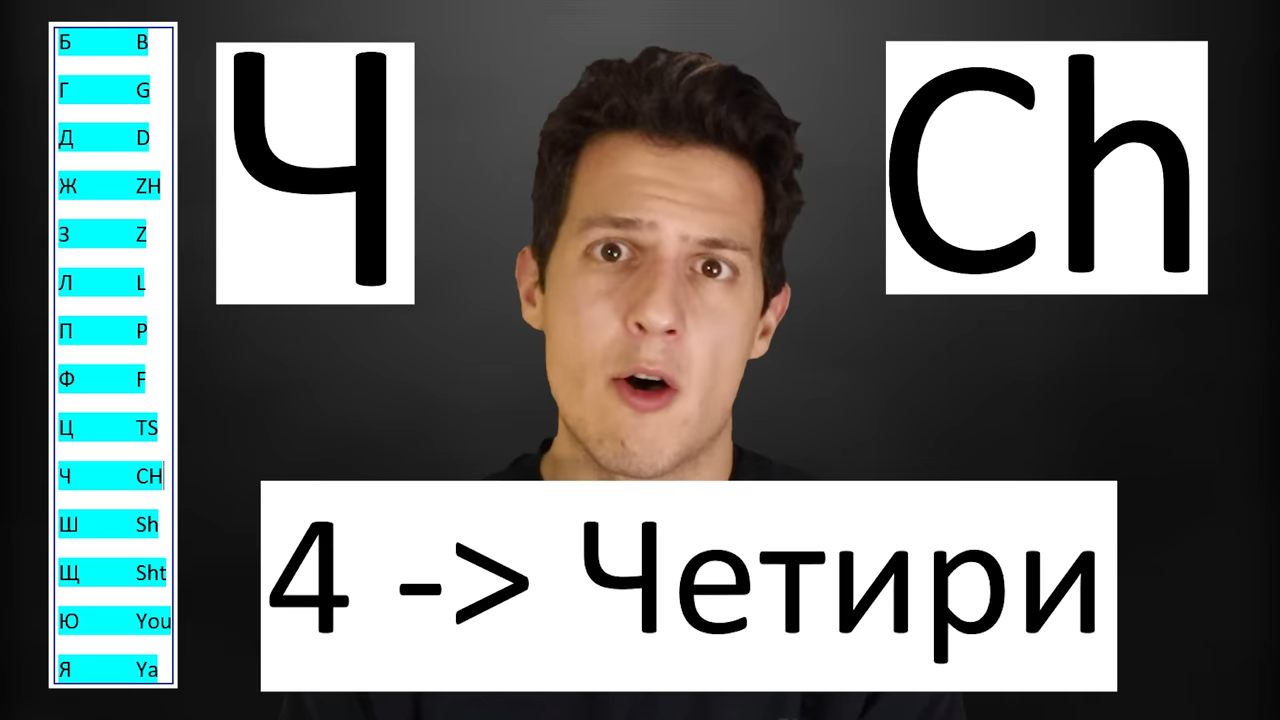 Б B
Г G
Д D
Ж ZH
З Z
Л L
П P
Ф F
Ц TS
Ч CH
Ш Sh
Щ Sht
Ю You
Я Ya
Ч
Ch
4 -> Четири